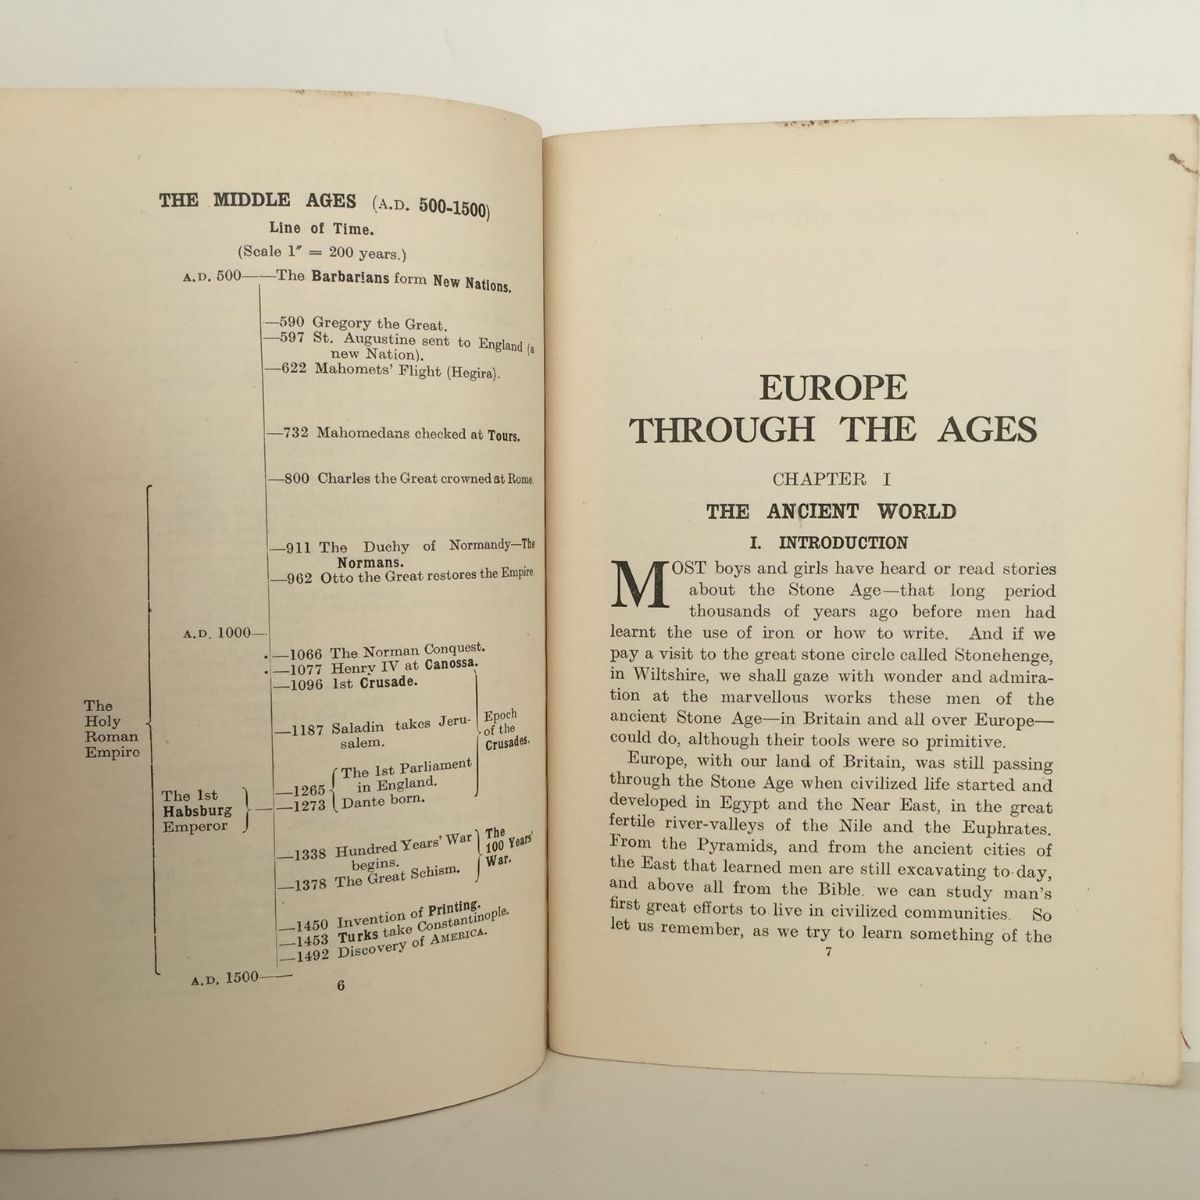 THE MIDDLE AGES (A.D. 500-1500)
Line of Time.
(Scale 1″ = 200 years.)
A.D. 500——The Barbarians form New Nations.
—590 Gregory the Great.
—597 St. Augustine sent to England (a
new Nation).
—622 Mahomets' Flight (Hegira).
—732 Mahomedans checked at Tours.
—800 Charles the Great crowned at Rome.
—911 The Duchy of Normandy—The
Normans.
—962 Otto the Great restores the Empire
A.D. 1000—
—1066 The Norman Conquest.
—1077 Henry IV at Canossa.
—1096 1st Crusade.
—1187 Saladin takes Jeru-
salem.
Epoch
of the
Crusades.
The
Holy
Roman
Empire
—1265 The 1st Parliament
in England.
—1273 Dante born.
The 1st
Habsburg
Emperor
—1338 Hundred Years' War
begins.
—1378 The Great Schism.
The
100 Years'
War.
—1450 Invention of Printing.
—1453 Turks take Constantinople.
—1492 Discovery of AMERICA.
A.D. 1500——
6
EUROPE
THROUGH THE AGES
CHAPTER I
THE ANCIENT WORLD
I. INTRODUCTION
MOST boys and girls have heard or read stories
about the Stone Age—that long period
thousands of years ago before men had
learnt the use of iron or how to write. And if we
pay a visit to the great stone circle called Stonehenge,
in Wiltshire, we shall gaze with wonder and admira-
tion at the marvellous works these men of the
ancient Stone Age—in Britain and all over Europe—
could do, although their tools were so primitive.
Europe, with our land of Britain, was still passing
through the Stone Age when civilized life started and
developed in Egypt and the Near East, in the great
fertile river-valleys of the Nile and the Euphrates.
From the Pyramids, and from the ancient cities of
the East that learned men are still excavating to-day,
and above all from the Bible, we can study man's
first great efforts to live in civilized communities. So
let us remember, as we try to learn something of the
7